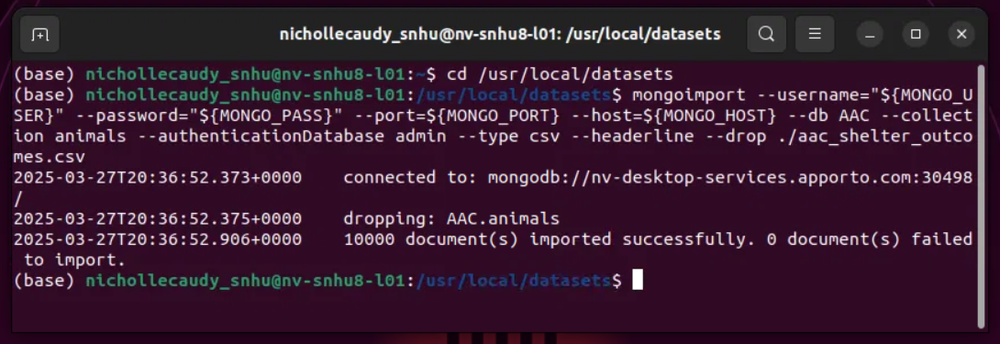 nichollecaudy_snhu@nv-snhu8-l01: /usr/local/datasets
(base) nichollecaudy_snhu@nv-snhu8-l01:~$ cd /usr/local/datasets
(base) nichollecaudy_snhu@nv-snhu8-l01:/usr/local/datasets$ mongoimport --username="${MONGO_U
SER}" --password="${MONGO_PASS}" --port=${MONGO_PORT} --host=${MONGO_HOST} --db AAC --collect
ion animals --authenticationDatabase admin --type csv --headerline --drop ./aac_shelter_outco
mes.csv
2025-03-27T20:36:52.373+0000    connected to: mongodb://nv-desktop-services.apporto.com:30498
/
2025-03-27T20:36:52.375+0000    dropping: AAC.animals
2025-03-27T20:36:52.906+0000    10000 document(s) imported successfully. 0 document(s) failed
 to import.
(base) nichollecaudy_snhu@nv-snhu8-l01:/usr/local/datasets$